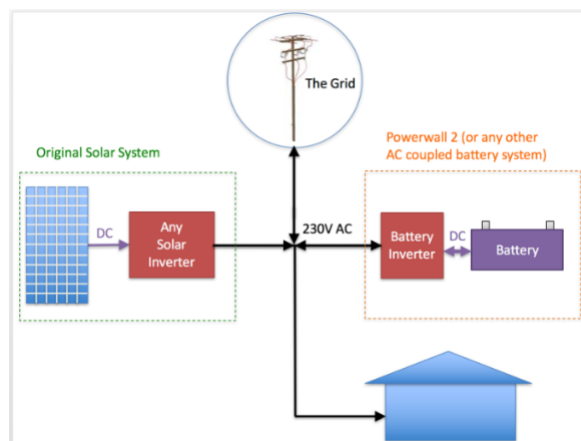 The Grid
Original Solar System
Powerwall 2 (or any other
AC coupled battery system)
DC
Any
Solar
Inverter
230V AC
Battery
Inverter
DC
Battery